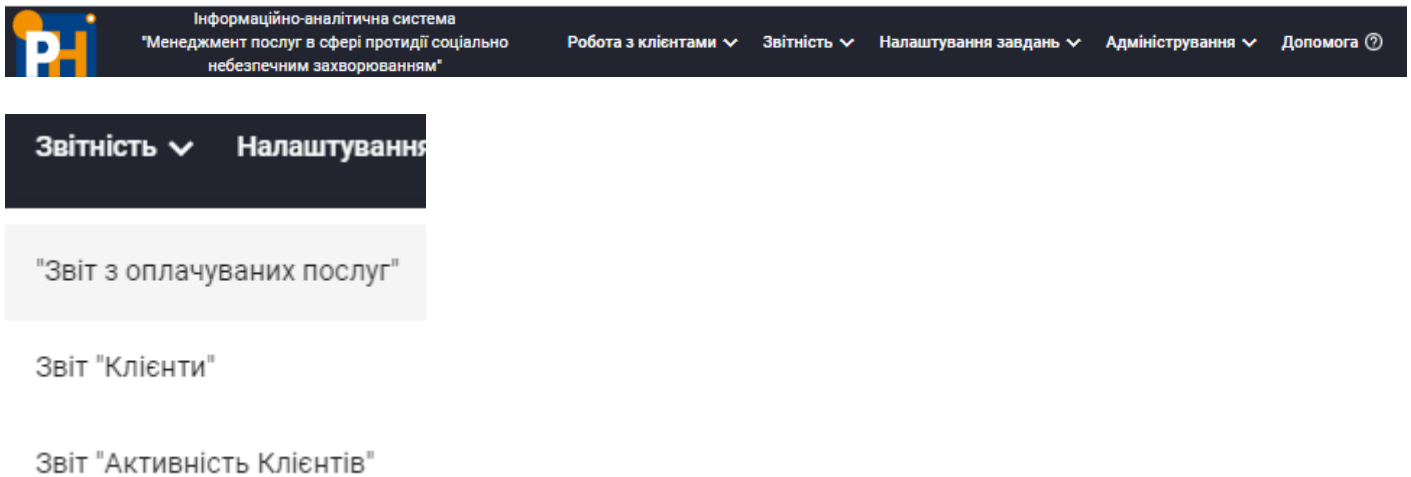 PH
Інформаційно-аналітична система
"Менеджмент послуг в сфері протидії соціально
небезпечним захворюванням"
Робота з клієнтами Звітність Налаштування завдань Адміністрування Допомога ?
Звітність Налаштування
"Звіт з оплачуваних послуг"
Звіт "Клієнти"
Звіт "Активність Клієнтів"